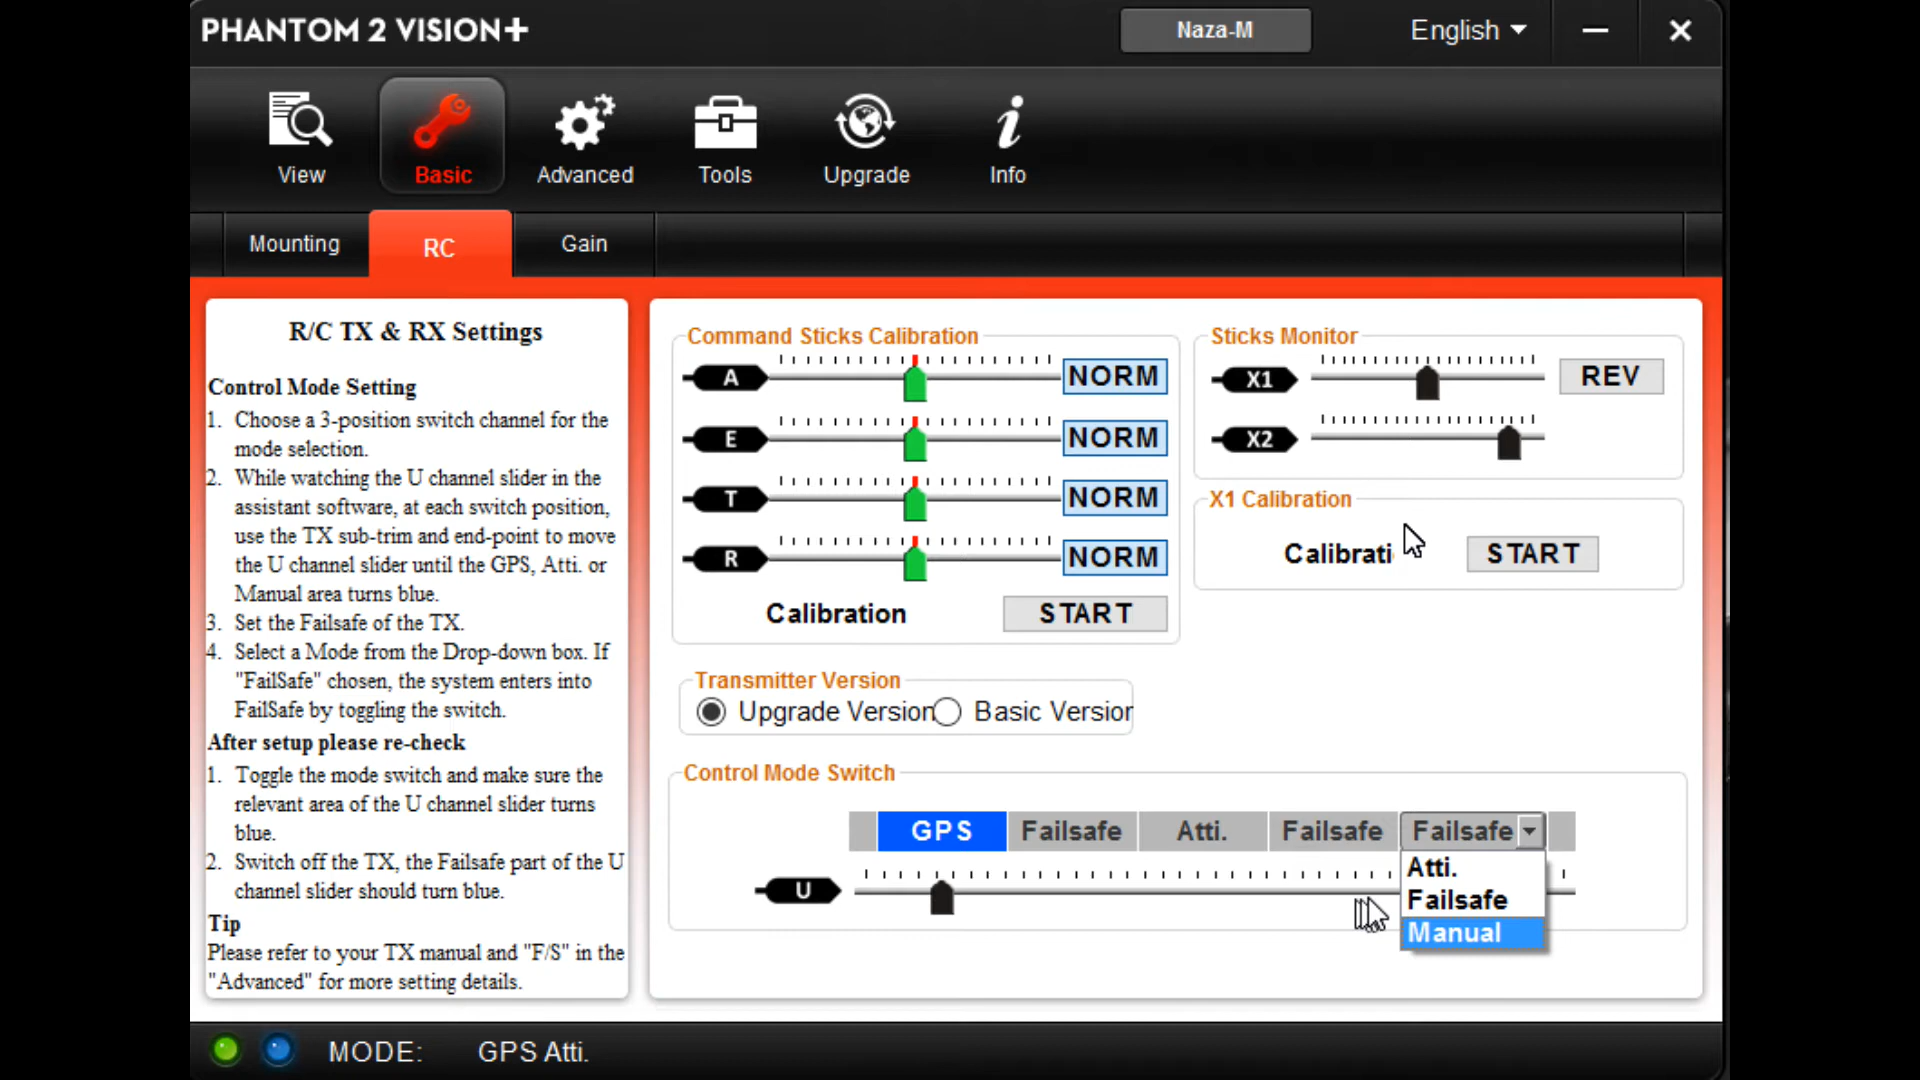 PHANTOM 2 VISION+
Naza-M
English
View
Basic
Advanced
Tools
Upgrade
Info
Mounting
RC
Gain
R/C TX & RX Settings
Control Mode Setting
1. Choose a 3-position switch channel for the
mode selection.
2. While watching the U channel slider in the
assistant software, at each switch position,
use the TX sub-trim and end-point to move
the U channel slider until the GPS, Atti. or
Manual area turns blue.
3. Set the Failsafe of the TX.
4. Select a Mode from the Drop-down box. If
"FailSafe" chosen, the system enters into
FailSafe by toggling the switch.
After setup please re-check
1. Toggle the mode switch and make sure the
relevant area of the U channel slider turns
blue.
2. Switch off the TX, the Failsafe part of the U
channel slider should turn blue.
Tip
Please refer to your TX manual and "F/S" in the
"Advanced" for more setting details.
Command Sticks Calibration
A NORM
E NORM
T NORM
R NORM
Calibration START
Sticks Monitor
X1 REV
X2
X1 Calibration
Calibrati START
Transmitter Version
Upgrade Version Basic Version
Control Mode Switch
GPS Failsafe Atti. Failsafe Failsafe
U
Atti.
Failsafe
Manual
MODE: GPS Atti.